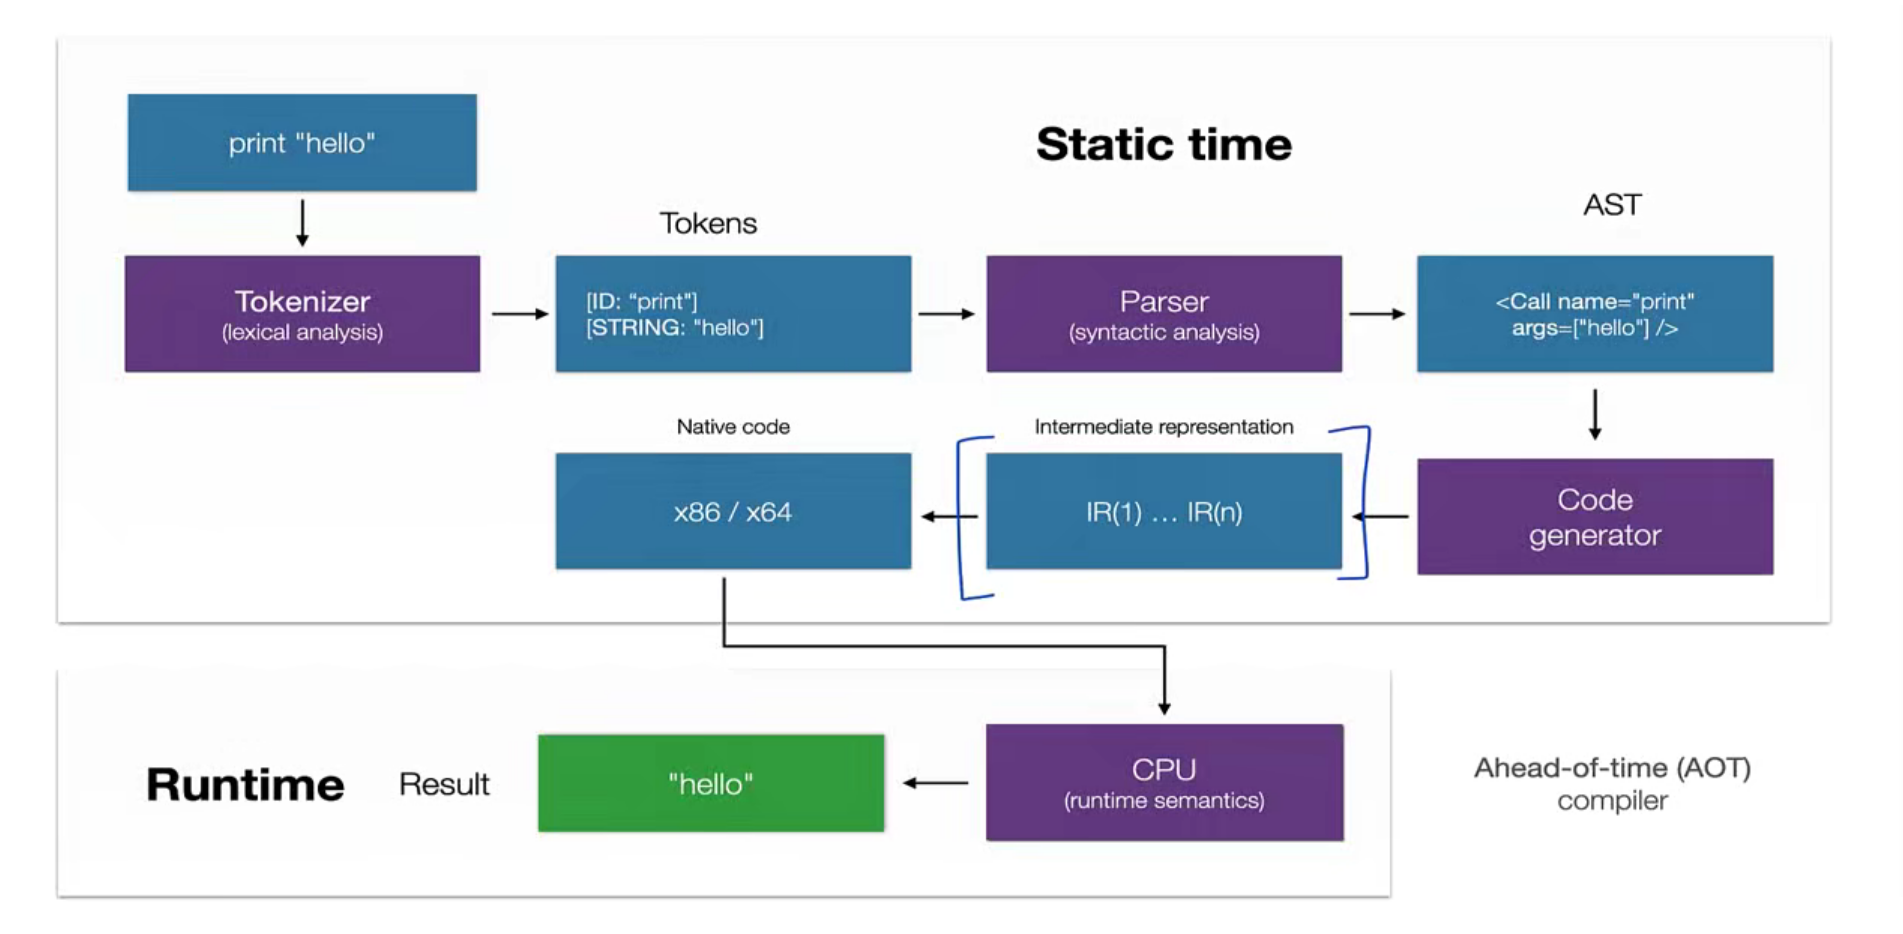 print "hello"
Static time
Tokens
AST
Tokenizer
(lexical analysis)
[ID: “print"]
[STRING: "hello"]
Parser
(syntactic analysis)
<Call name="print"
args=["hello"] />
Native code
Intermediate representation
x86 / x64
IR(1) … IR(n)
Code
generator
Runtime
Result
"hello"
CPU
(runtime semantics)
Ahead-of-time (AOT)
compiler